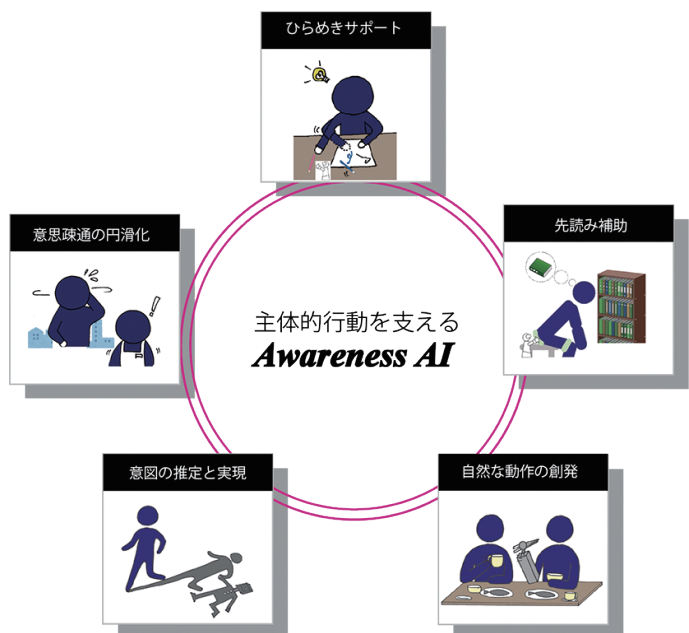 ひらめきサポート
意思疎通の円滑化
先読み補助
主体的行動を支える
Awareness AI
意図の推定と実現
自然な動作の創発